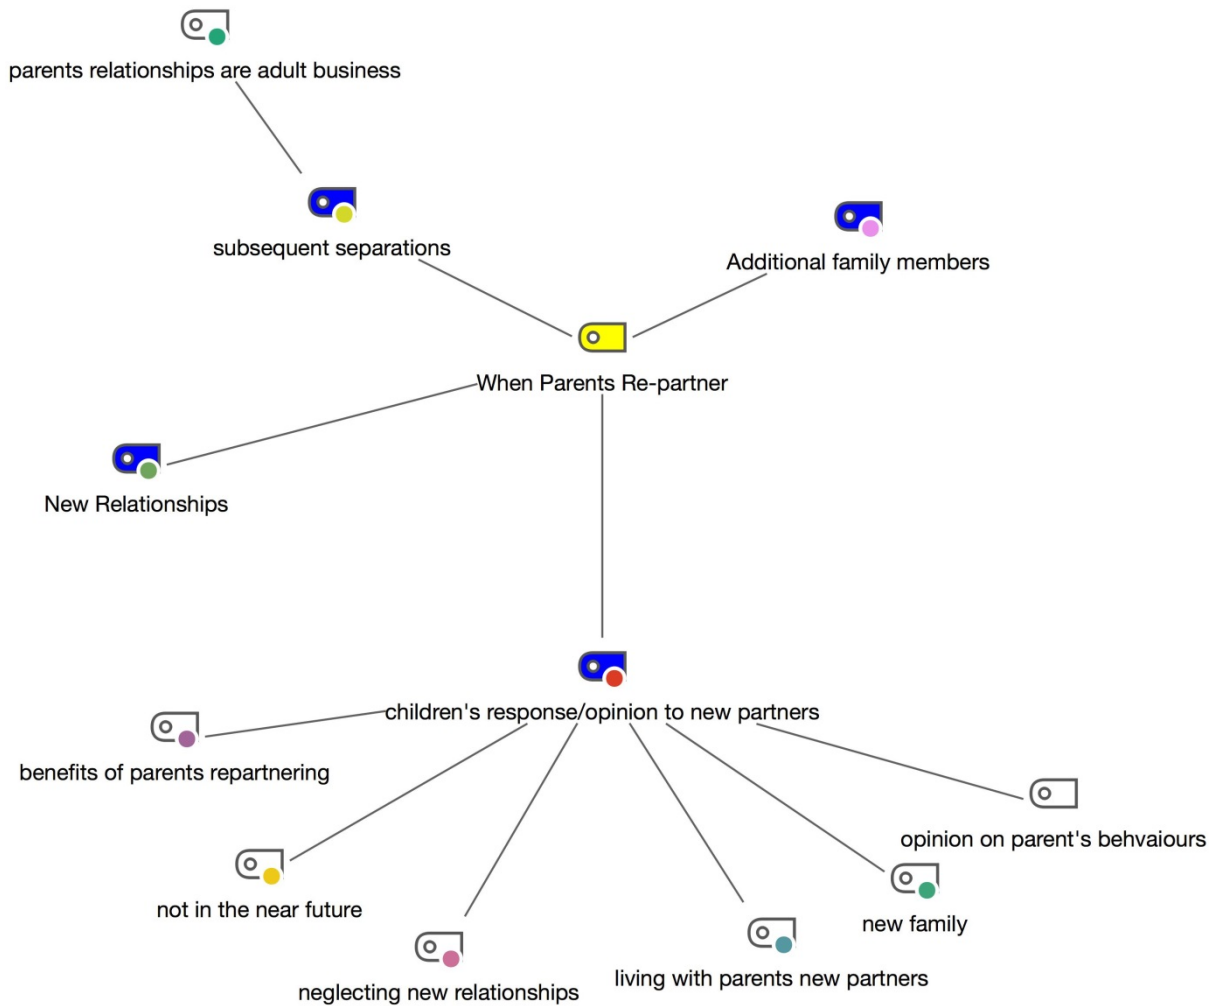 parents relationships are adult business
subsequent separations
Additional family members
When Parents Re-partner
New Relationships
children's response/opinion to new partners
benefits of parents repartnering
opinion on parent's behvaiours
not in the near future
new family
living with parents new partners
neglecting new relationships